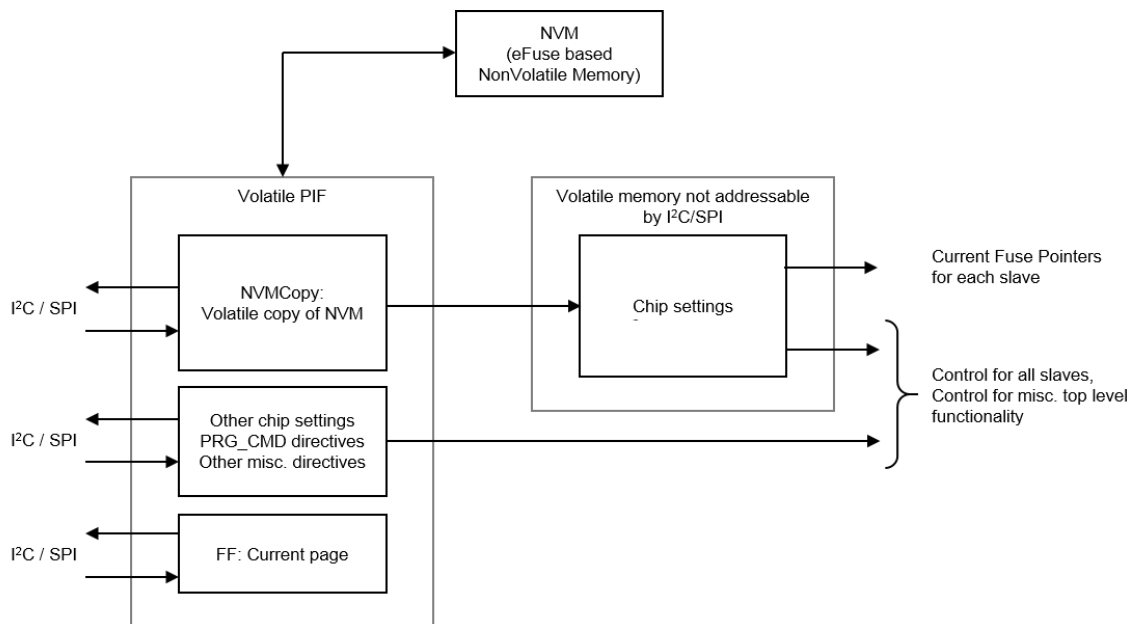 NVM
(eFuse based
NonVolatile Memory)
Volatile PIF
Volatile memory not addressable
by I²C/SPI
NVMCopy:
Volatile copy of NVM
I²C / SPI
Chip settings
Current Fuse Pointers
for each slave
Other chip settings
PRG_CMD directives
Other misc. directives
I²C / SPI
Control for all slaves,
Control for misc. top level
functionality
FF: Current page
I²C / SPI